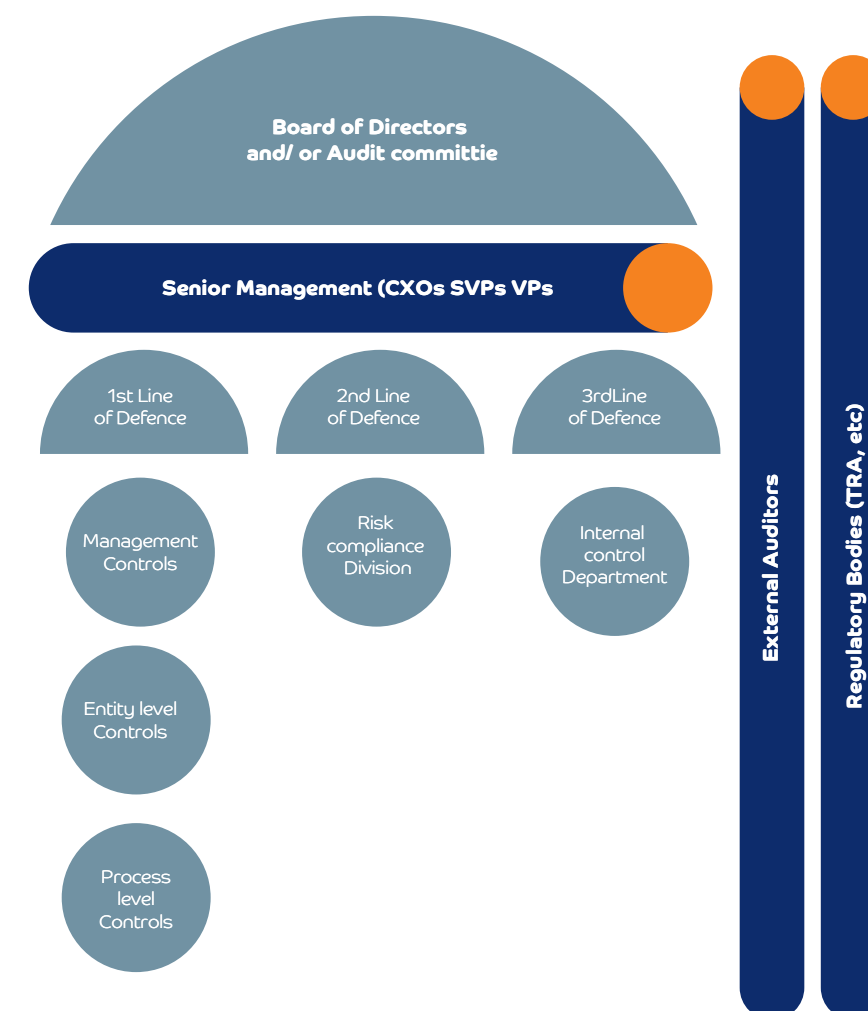 Board of Directors
and/ or Audit committie
Senior Management (CXOs SVPs VPs
1st Line
of Defence
2nd Line
of Defence
3rdLine
of Defence
Management
Controls
Risk
compliance
Division
Internal
control
Department
Entity level
Controls
Process
level
Controls
External Auditors
Regulatory Bodies (TRA, etc)